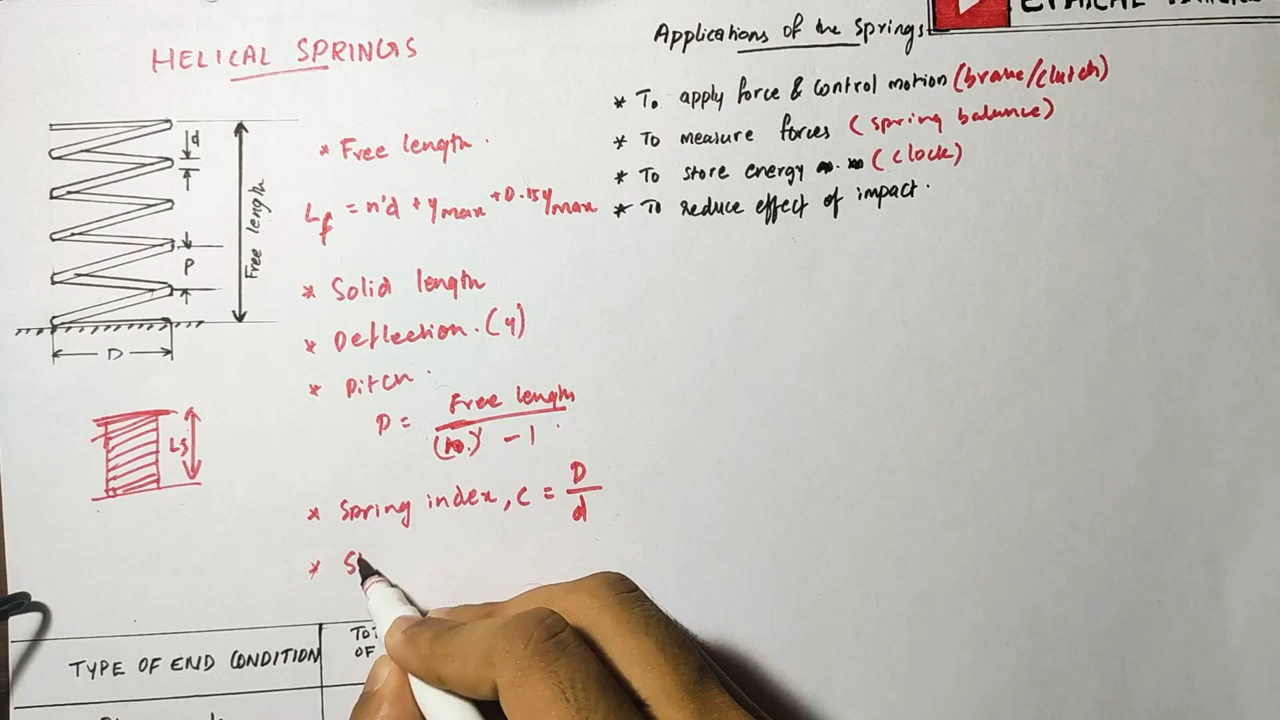 HELICAL SPRINGS
d
Free length
P
D
LS
* Free length.
Lf = n'd + ymax + 0.15ymax
* Solid length
* Deflection. (y)
* Pitch.
P = Free length
- 1
* Spring index, c = D
d
* S
Applications of the springs
* To apply force & control motion (brake/clutch)
* To measure forces (spring balance)
* To store energy (clock)
* To reduce effect of impact.
TYPE OF END CONDITION
OF